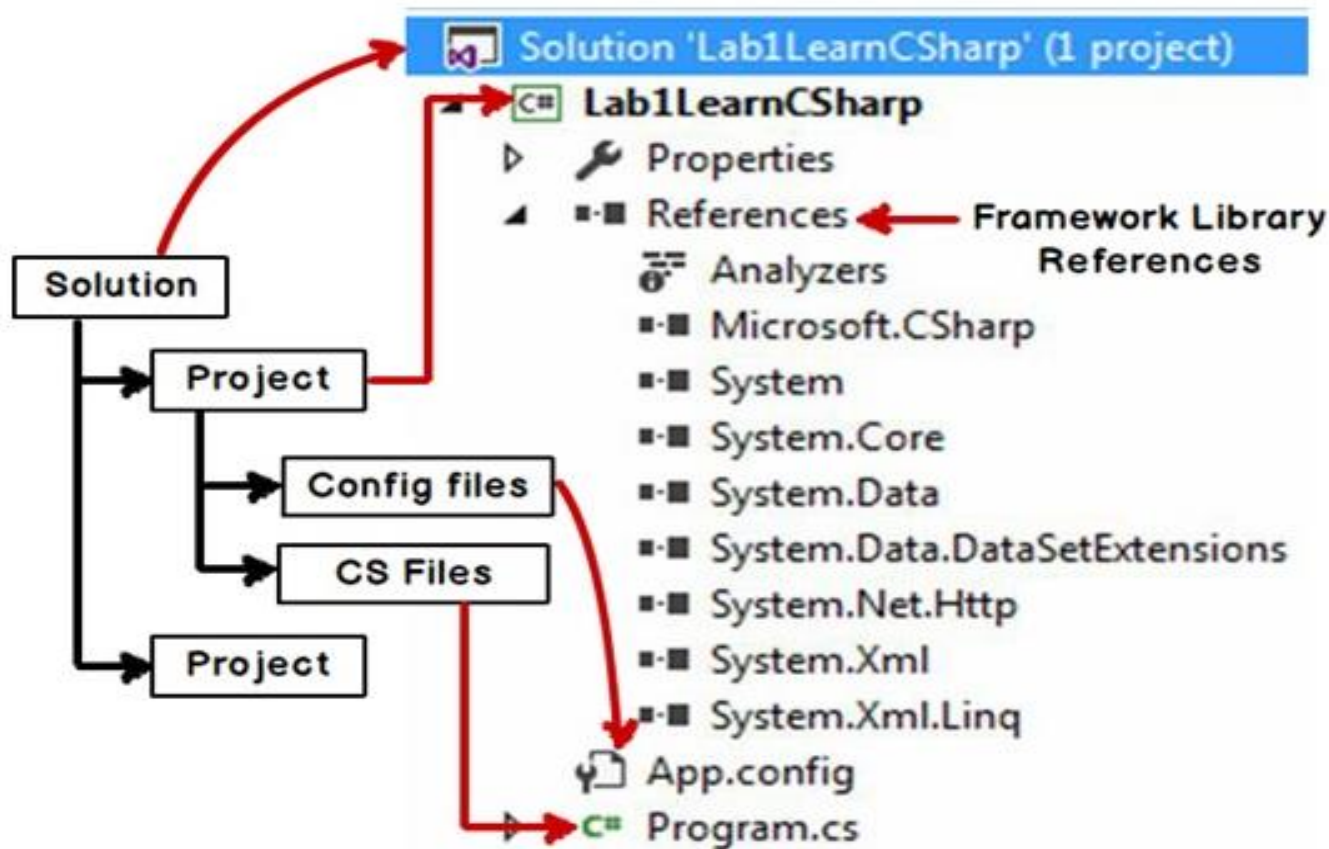 Solution 'Lab1LearnCSharp' (1 project)
C# Lab1LearnCSharp
Properties
References
Framework Library
References
Analyzers
Microsoft.CSharp
System
System.Core
System.Data
System.Data.DataSetExtensions
System.Net.Http
System.Xml
System.Xml.Linq
App.config
C# Program.cs
Solution
Project
Config files
CS Files
Project